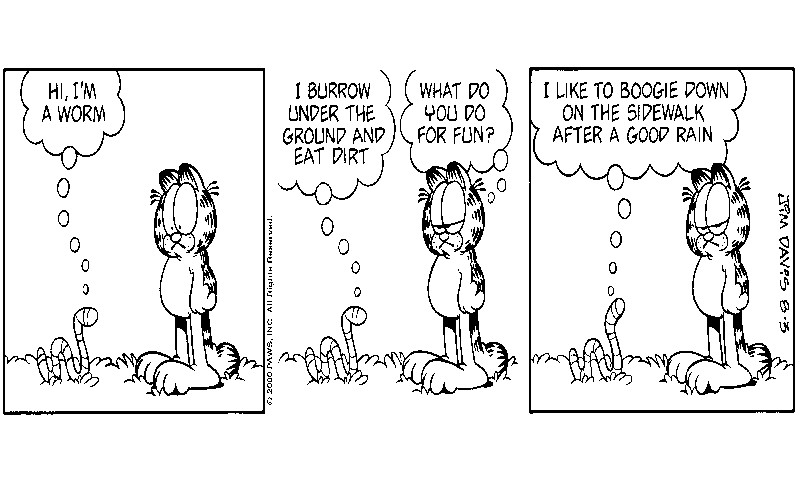 HI, I'M
A WORM
I BURROW
UNDER THE
GROUND AND
EAT DIRT
WHAT DO
YOU DO
FOR FUN?
I LIKE TO BOOGIE DOWN
ON THE SIDEWALK
AFTER A GOOD RAIN
© 2000 PAWS, INC. All Rights Reserved.
JIM DAVIS 8-3